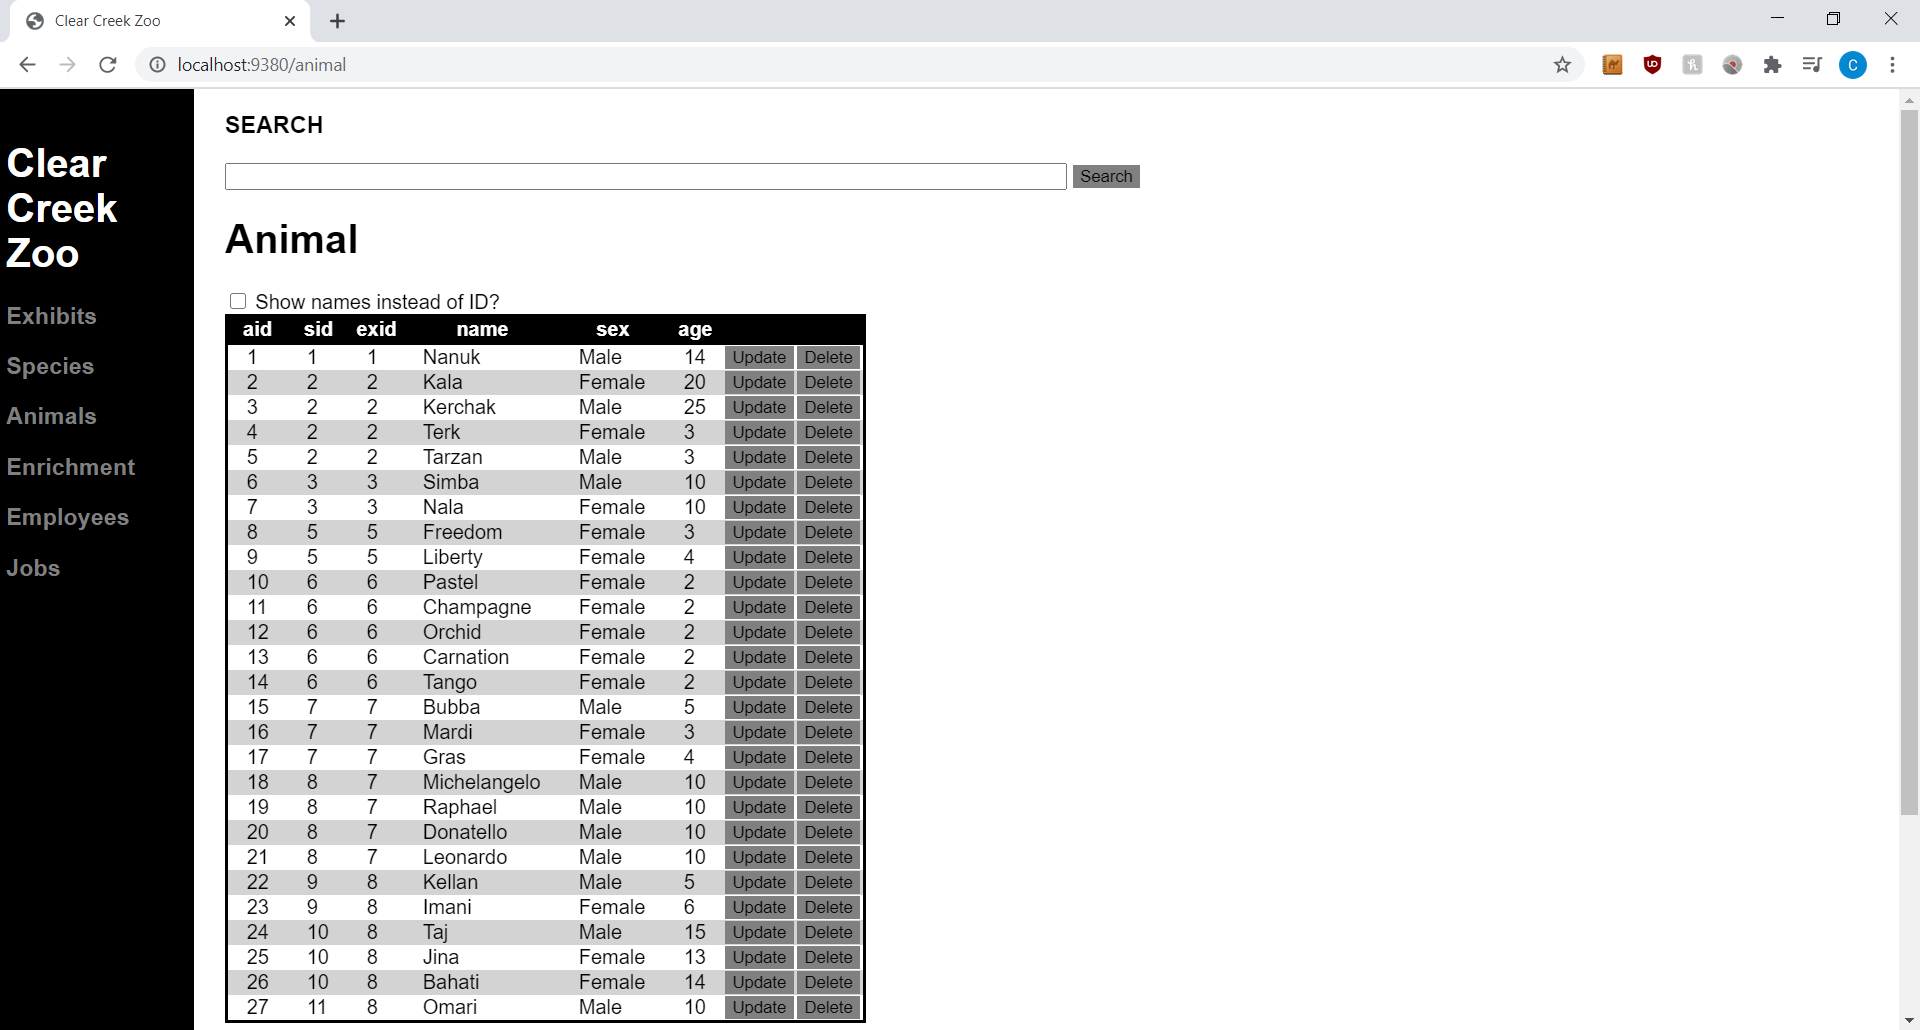 Clear Creek Zoo
localhost:9380/animal
C
Clear
Creek
Zoo
Exhibits
Species
Animals
Enrichment
Employees
Jobs
SEARCH
Search
Animal
Show names instead of ID?
aid sid exid name sex age
1 1 1 Nanuk Male 14 Update Delete
2 2 2 Kala Female 20 Update Delete
3 2 2 Kerchak Male 25 Update Delete
4 2 2 Terk Female 3 Update Delete
5 2 2 Tarzan Male 3 Update Delete
6 3 3 Simba Male 10 Update Delete
7 3 3 Nala Female 10 Update Delete
8 5 5 Freedom Female 3 Update Delete
9 5 5 Liberty Female 4 Update Delete
10 6 6 Pastel Female 2 Update Delete
11 6 6 Champagne Female 2 Update Delete
12 6 6 Orchid Female 2 Update Delete
13 6 6 Carnation Female 2 Update Delete
14 6 6 Tango Female 2 Update Delete
15 7 7 Bubba Male 5 Update Delete
16 7 7 Mardi Female 3 Update Delete
17 7 7 Gras Female 4 Update Delete
18 8 7 Michelangelo Male 10 Update Delete
19 8 7 Raphael Male 10 Update Delete
20 8 7 Donatello Male 10 Update Delete
21 8 7 Leonardo Male 10 Update Delete
22 9 8 Kellan Male 5 Update Delete
23 9 8 Imani Female 6 Update Delete
24 10 8 Taj Male 15 Update Delete
25 10 8 Jina Female 13 Update Delete
26 10 8 Bahati Female 14 Update Delete
27 11 8 Omari Male 10 Update Delete